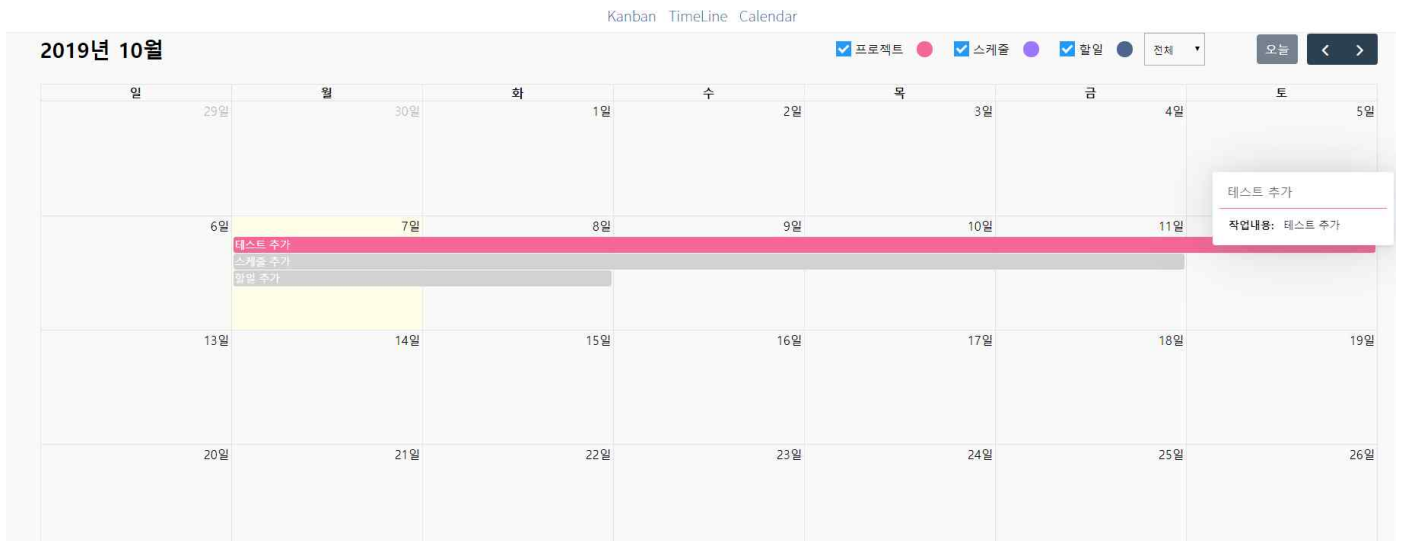 Kanban TimeLine Calendar
2019년 10월 프로젝트 스케줄 할일 전체 오늘
일 월 화 수 목 금 토
29일 30일 1일 2일 3일 4일 5일
테스트 추가
작업내용: 테스트 추가
6일 7일 8일 9일 10일 11일
테스트 추가
스케줄 추가
할일 추가
13일 14일 15일 16일 17일 18일 19일
20일 21일 22일 23일 24일 25일 26일